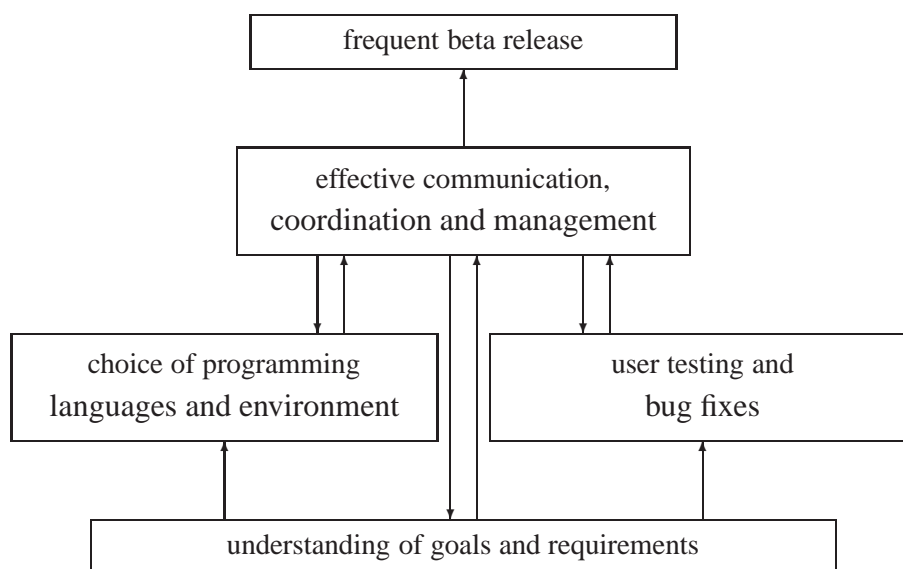 frequent beta release
effective communication,
coordination and management
choice of programming
languages and environment
user testing and
bug fixes
understanding of goals and requirements